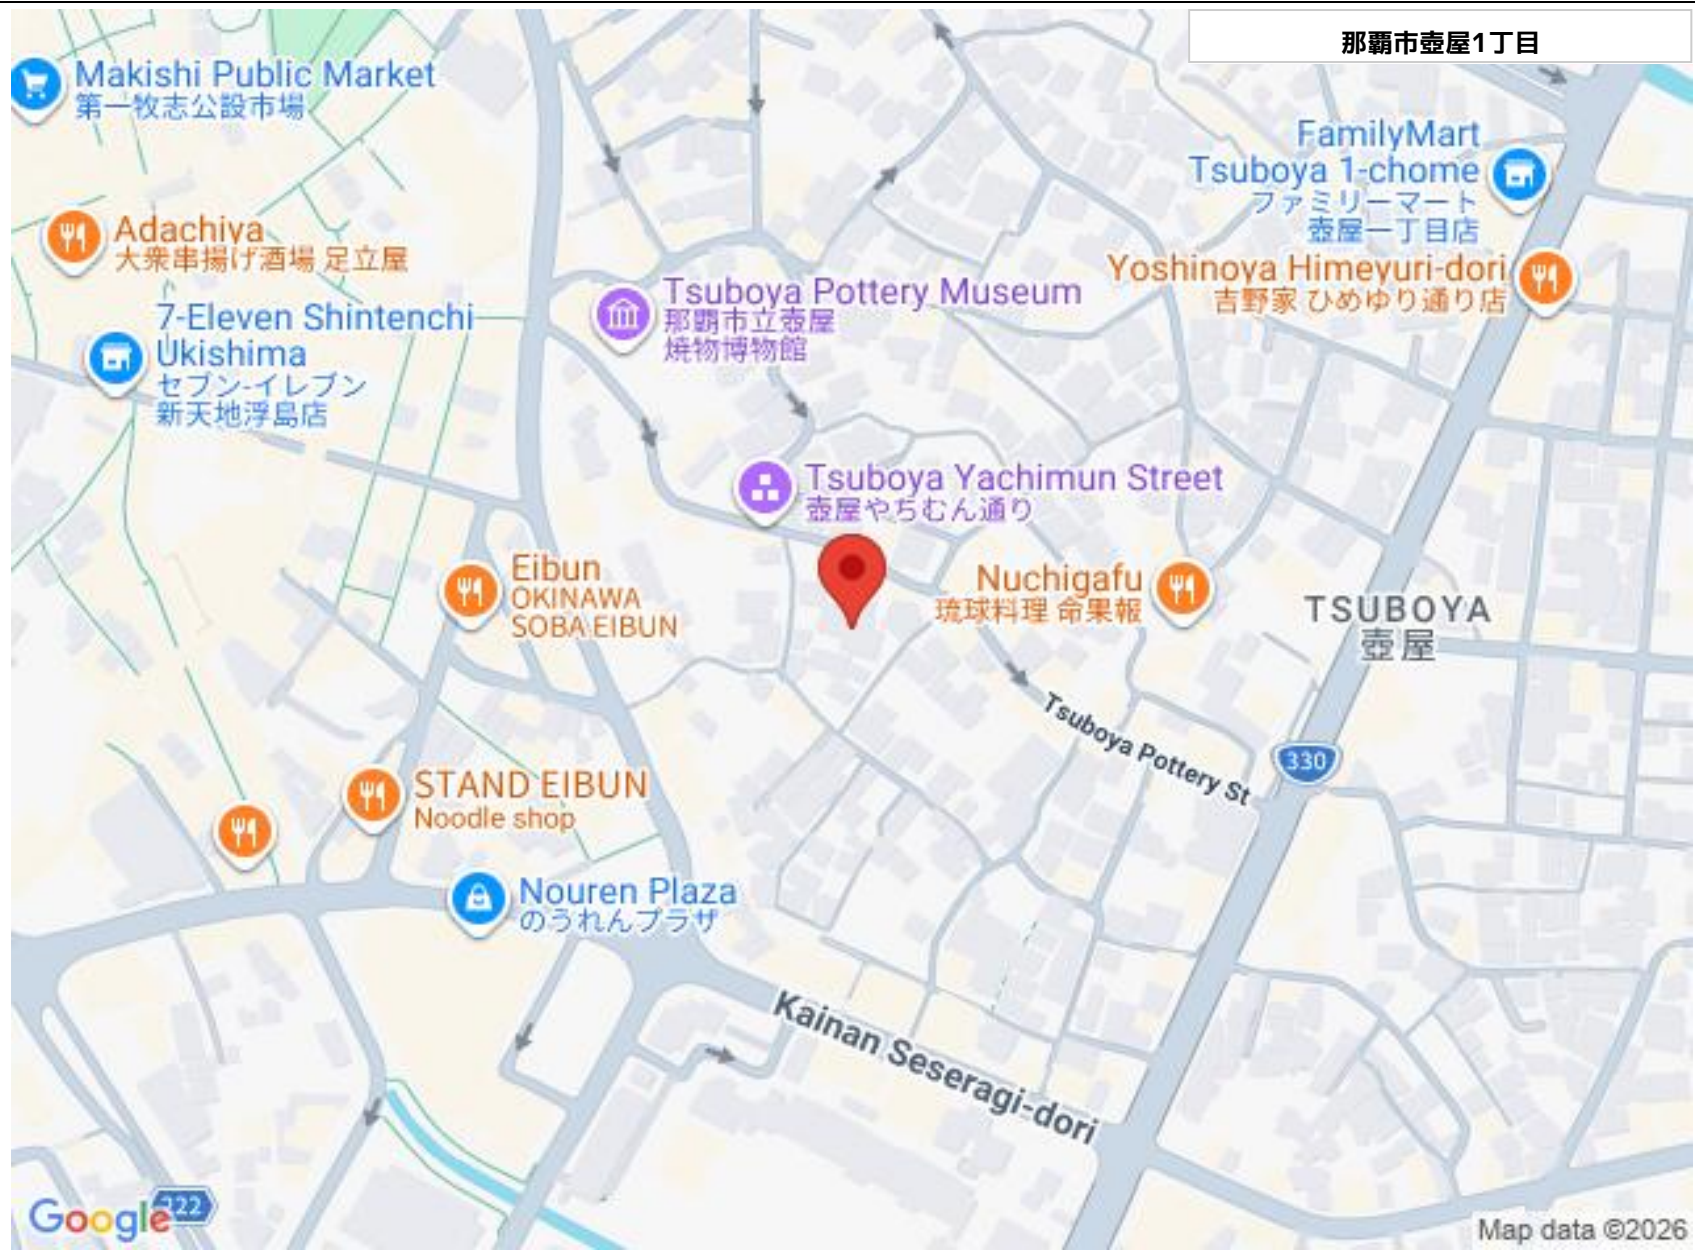 那覇市壺屋1丁目
Makishi Public Market
第一牧志公設市場
FamilyMart
Tsuboya 1-chome
ファミリーマート
壺屋一丁目店
Adachiya
大衆串揚げ酒場 足立屋
Yoshinoya Himeyuri-dori
吉野家 ひめゆり通り店
Tsuboya Pottery Museum
那覇市立壺屋
焼物博物館
7-Eleven Shintenchi
Ukishima
セブン-イレブン
新天地浮島店
Tsuboya Yachimun Street
壺屋やちむん通り
Eibun
OKINAWA
SOBA EIBUN
Nuchigafu
琉球料理 命果報
TSUBOYA
壺屋
Tsuboya Pottery St
330
STAND EIBUN
Noodle shop
Nouren Plaza
のうれんプラザ
Kainan Seseragi-dori
222
Google
Map data ©2026